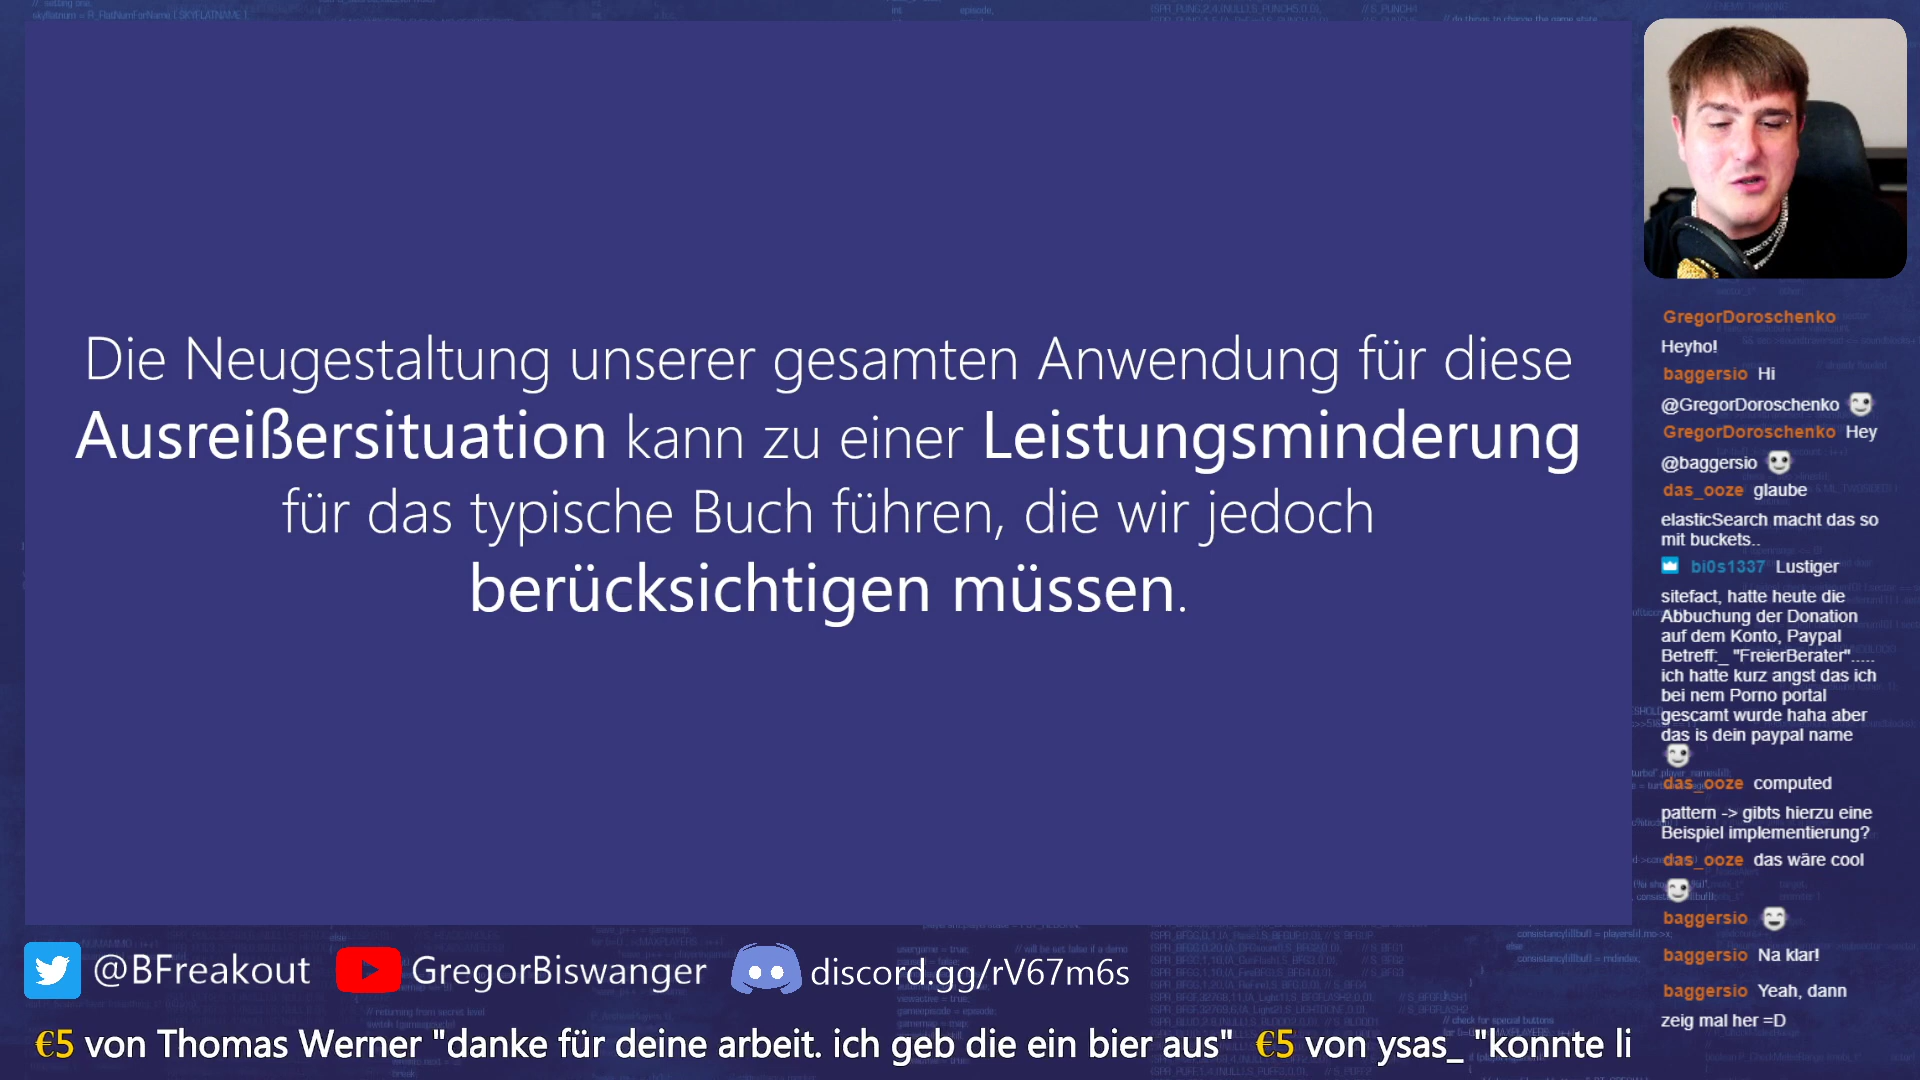 Die Neugestaltung unserer gesamten Anwendung für diese
Ausreißersituation kann zu einer Leistungsminderung
für das typische Buch führen, die wir jedoch
berücksichtigen müssen.
GregorDoroschenko
Heyho!
baggersio Hi
@GregorDoroschenko
GregorDoroschenko Hey
@baggersio
das_ooze glaube
elasticSearch macht das so
mit buckets..
bi0s1337 Lustiger
sitefact, hatte heute die
Abbuchung der Donation
auf dem Konto, Paypal
Betreff:_ "FreierBerater".....
ich hatte kurz angst das ich
bei nem Porno portal
gescamt wurde haha aber
das is dein paypal name
das_ooze computed
pattern -> gibts hierzu eine
Beispiel implementierung?
das_ooze das wäre cool
baggersio
baggersio Na klar!
baggersio Yeah, dann
zeig mal her =D
@BFreakout GregorBiswanger discord.gg/rV67m6s
€5 von Thomas Werner "danke für deine arbeit. ich geb die ein bier aus" €5 von ysas_ "konnte li